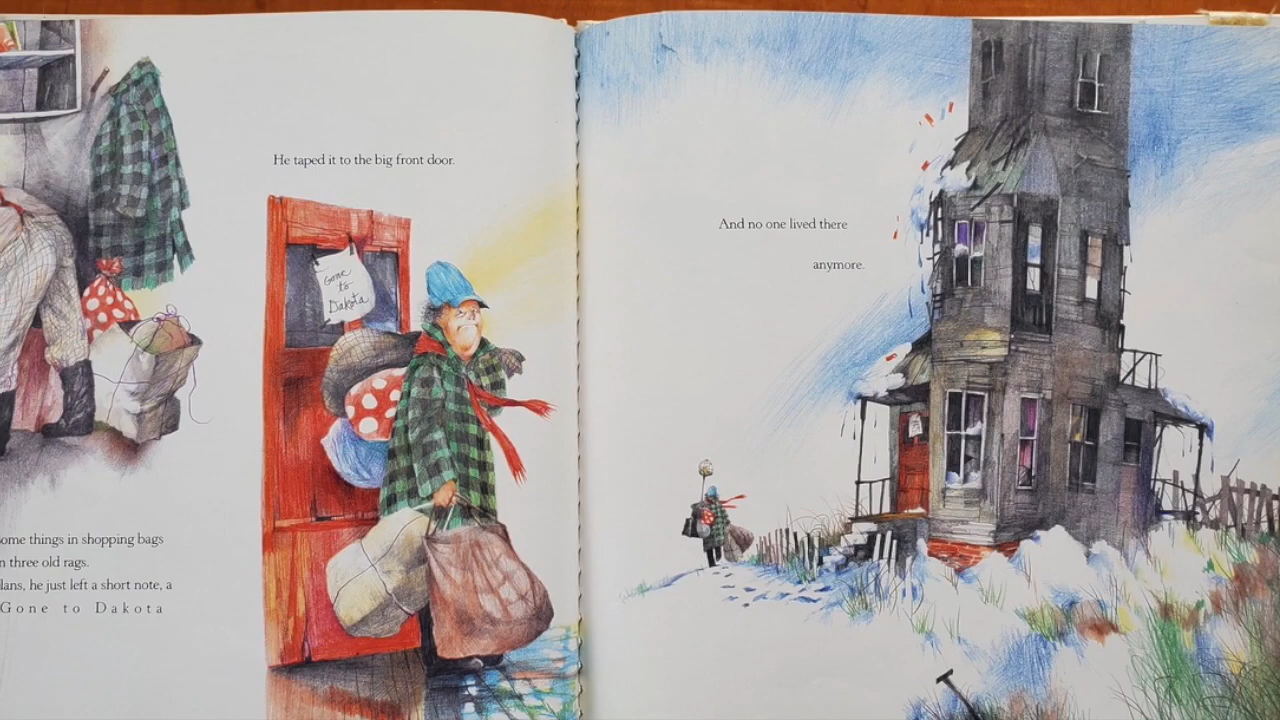 ome things in shopping bags
n three old rags.
lans, he just left a short note, a
Gone to Dakota
He taped it to the big front door.
Gone
to
Dakota
And no one lived there
anymore.